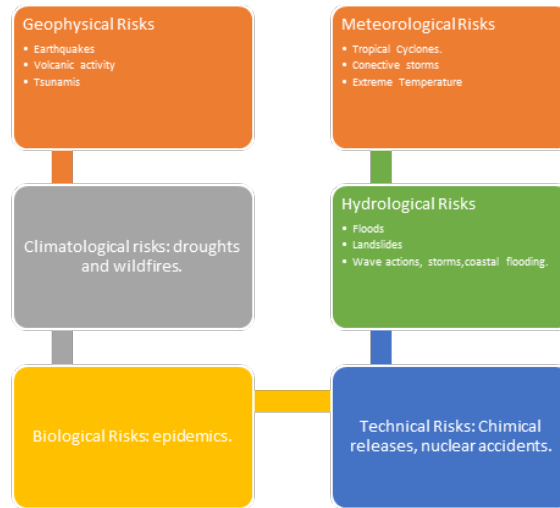 Geophysical Risks
▪ Earthquakes
▪ Volcanic activity
▪ Tsunamis
Climatological risks: droughts
and wildfires.
Biological Risks: epidemics.
Technical Risks: Chimical
releases, nuclear accidents.
Hydrological Risks
▪ Floods
▪ Landslides
▪ Wave actions, storms,coastal flooding.
Meteorological Risks
▪ Tropical Cyclones.
▪ Conective storms
▪ Extreme Temperature